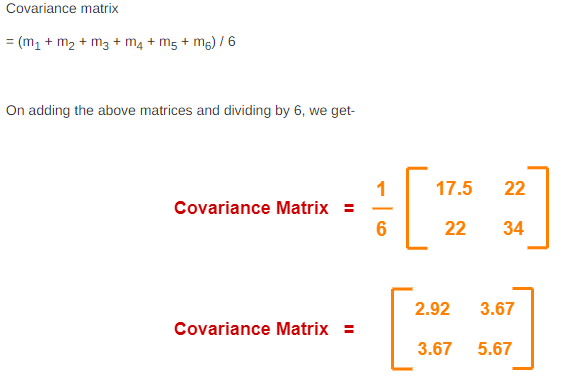 Covariance matrix
= (m₁ + m₂ + m₃ + m₄ + m₅ + m₆) / 6
On adding the above matrices and dividing by 6, we get-
1 17.5 22
Covariance Matrix =
6 22 34
2.92 3.67
Covariance Matrix =
3.67 5.67